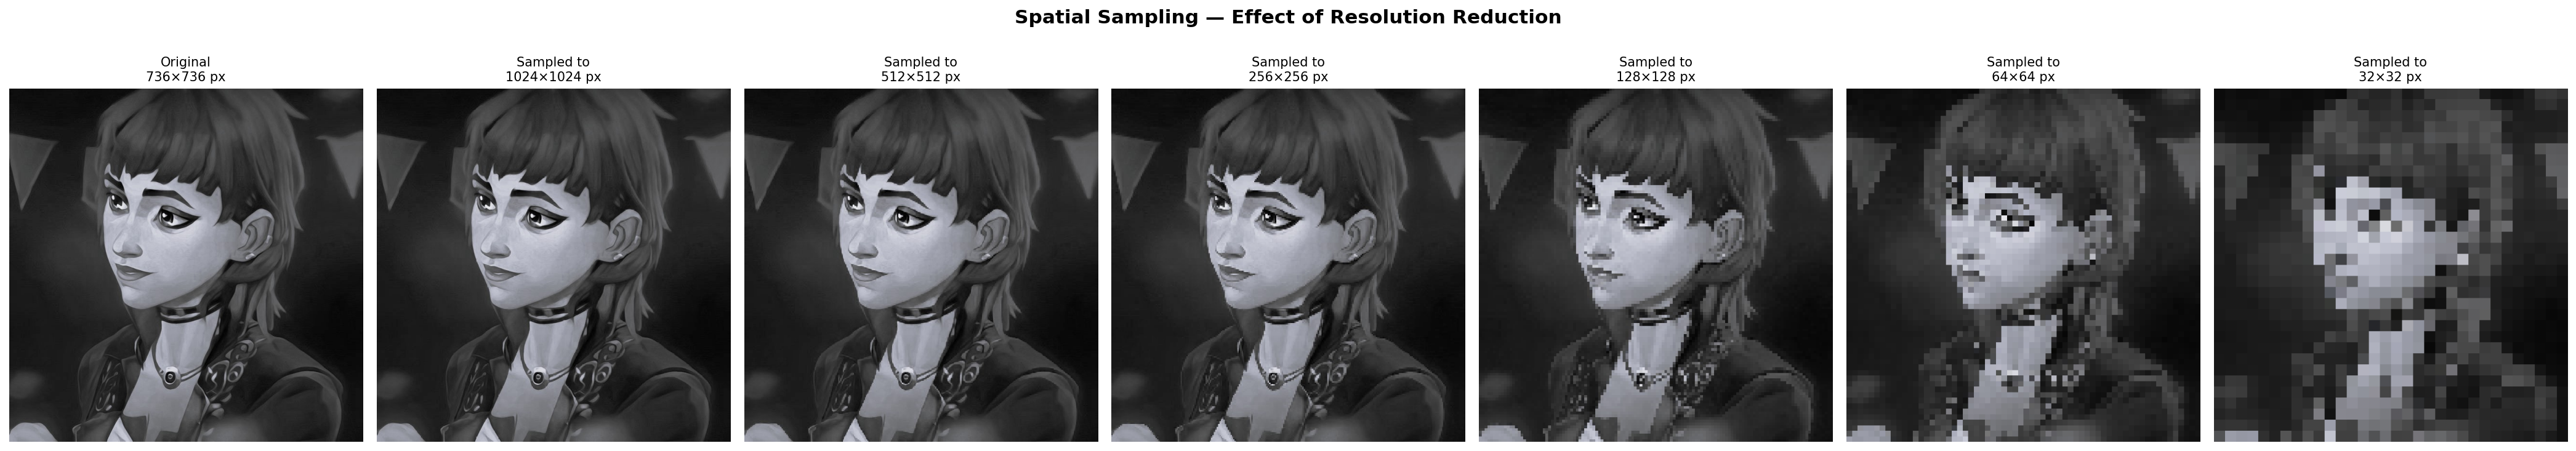 Spatial Sampling — Effect of Resolution Reduction
Original
736×736 px
Sampled to
1024×1024 px
Sampled to
512×512 px
Sampled to
256×256 px
Sampled to
128×128 px
Sampled to
64×64 px
Sampled to
32×32 px